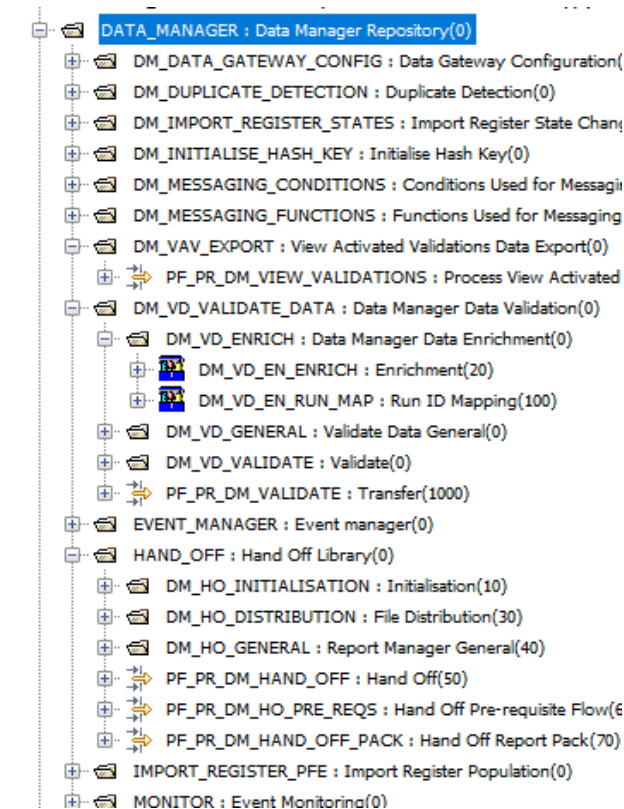 DATA_MANAGER : Data Manager Repository(0)
DM_DATA_GATEWAY_CONFIG : Data Gateway Configuration(
DM_DUPLICATE_DETECTION : Duplicate Detection(0)
DM_IMPORT_REGISTER_STATES : Import Register State Chang
DM_INITIALISE_HASH_KEY : Initialise Hash Key(0)
DM_MESSAGING_CONDITIONS : Conditions Used for Messagin
DM_MESSAGING_FUNCTIONS : Functions Used for Messaging
DM_VAV_EXPORT : View Activated Validations Data Export(0)
PF_PR_DM_VIEW_VALIDATIONS : Process View Activated
DM_VD_VALIDATE_DATA : Data Manager Data Validation(0)
DM_VD_ENRICH : Data Manager Data Enrichment(0)
DM_VD_EN_ENRICH : Enrichment(20)
DM_VD_EN_RUN_MAP : Run ID Mapping(100)
DM_VD_GENERAL : Validate Data General(0)
DM_VD_VALIDATE : Validate(0)
PF_PR_DM_VALIDATE : Transfer(1000)
EVENT_MANAGER : Event manager(0)
HAND_OFF : Hand Off Library(0)
DM_HO_INITIALISATION : Initialisation(10)
DM_HO_DISTRIBUTION : File Distribution(30)
DM_HO_GENERAL : Report Manager General(40)
PF_PR_DM_HAND_OFF : Hand Off(50)
PF_PR_DM_HO_PRE_REQS : Hand Off Pre-requisite Flow(6
PF_PR_DM_HAND_OFF_PACK : Hand Off Report Pack(70)
IMPORT_REGISTER_PFE : Import Register Population(0)
MONITOR : Event Monitoring(0)